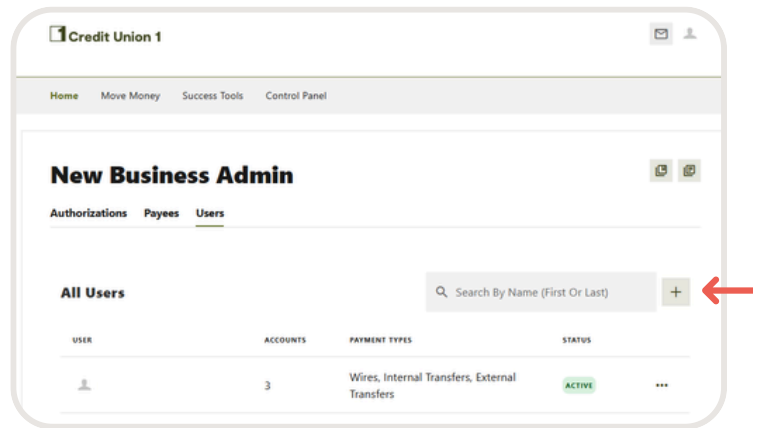 1 Credit Union 1
Home Move Money Success Tools Control Panel
New Business Admin
Authorizations Payees Users
All Users
Search By Name (First Or Last)
+
USER ACCOUNTS PAYMENT TYPES STATUS
3 Wires, Internal Transfers, External Transfers ACTIVE ...